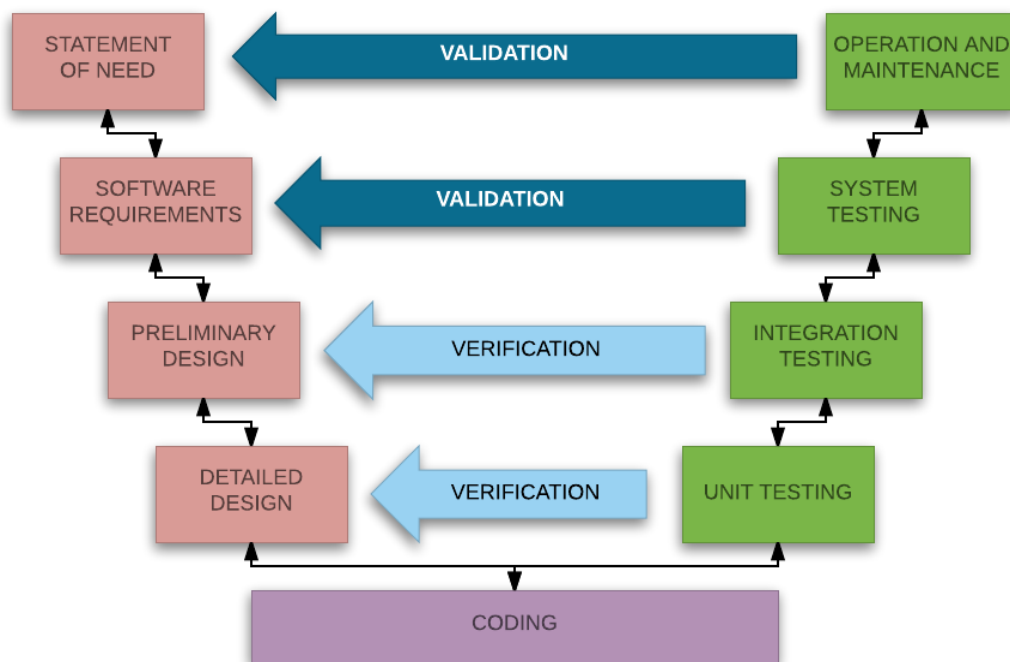 STATEMENT
OF NEED
VALIDATION
OPERATION AND
MAINTENANCE
SOFTWARE
REQUIREMENTS
VALIDATION
SYSTEM
TESTING
PRELIMINARY
DESIGN
VERIFICATION
INTEGRATION
TESTING
DETAILED
DESIGN
VERIFICATION
UNIT TESTING
CODING